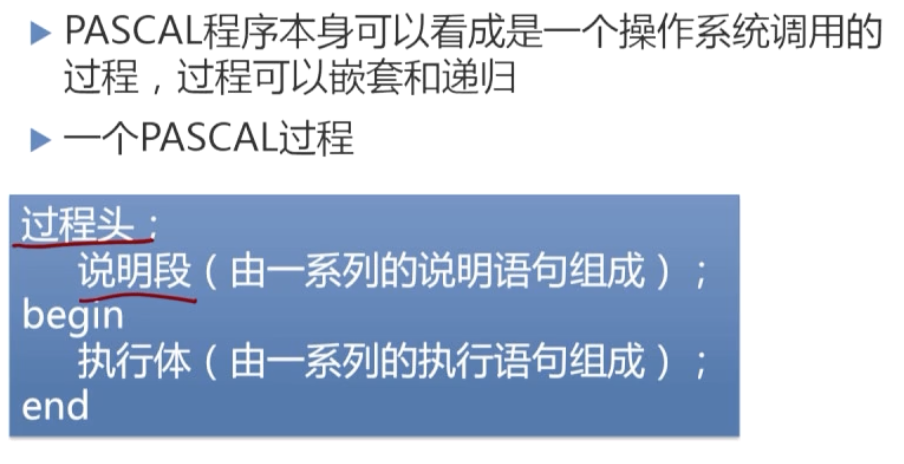 PASCAL程序本身可以看成是一个操作系统调用的
过程，过程可以嵌套和递归
一个PASCAL过程
过程头；
说明段（由一系列的说明语句组成）；
begin
执行体（由一系列的执行语句组成）；
end